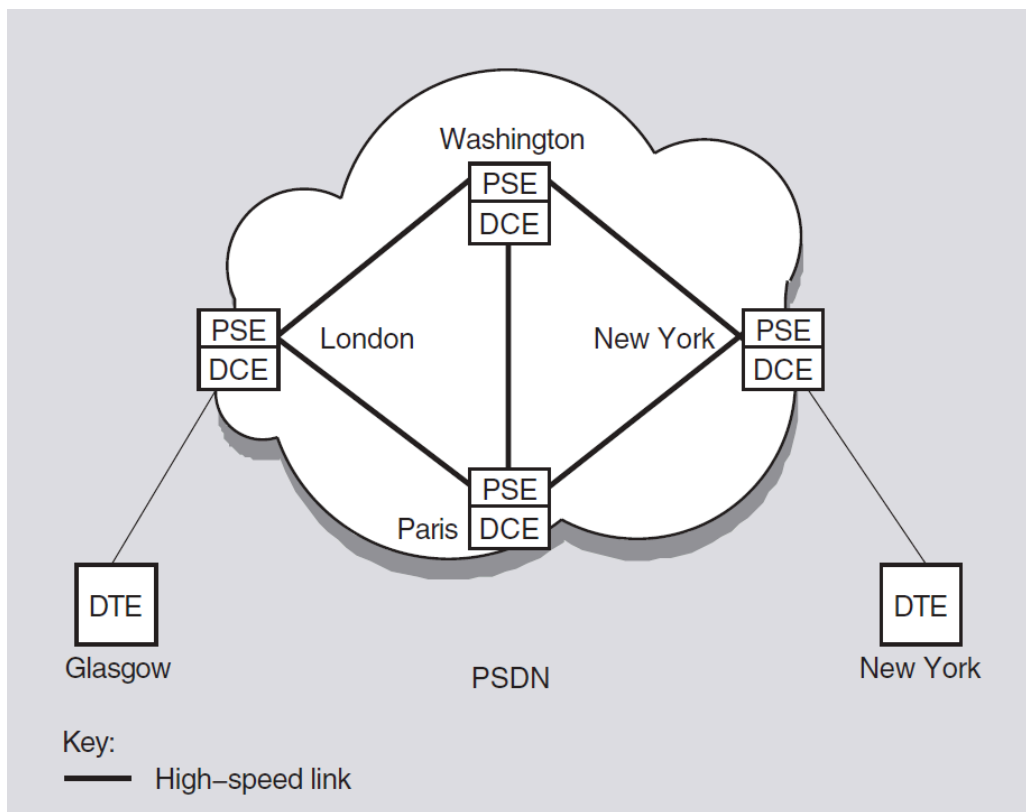 Washington
PSE
DCE
PSE
London
New York
PSE
DCE
DCE
PSE
Paris
DCE
DTE
DTE
Glasgow
PSDN
New York
Key:
High–speed link